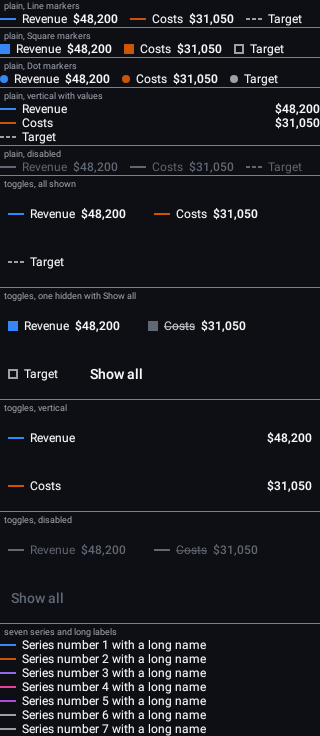 plain, Line markers
Revenue $48,200 Costs $31,050 Target
plain, Square markers
Revenue $48,200 Costs $31,050 Target
plain, Dot markers
Revenue $48,200 Costs $31,050 Target
plain, vertical with values
Revenue $48,200
Costs $31,050
Target
plain, disabled
Revenue $48,200 Costs $31,050 Target
toggles, all shown
Revenue $48,200 Costs $31,050
Target
toggles, one hidden with Show all
Revenue $48,200 Costs $31,050
Target Show all
toggles, vertical
Revenue $48,200
Costs $31,050
toggles, disabled
Revenue $48,200 Costs $31,050
Show all
seven series and long labels
Series number 1 with a long name
Series number 2 with a long name
Series number 3 with a long name
Series number 4 with a long name
Series number 5 with a long name
Series number 6 with a long name
Series number 7 with a long name